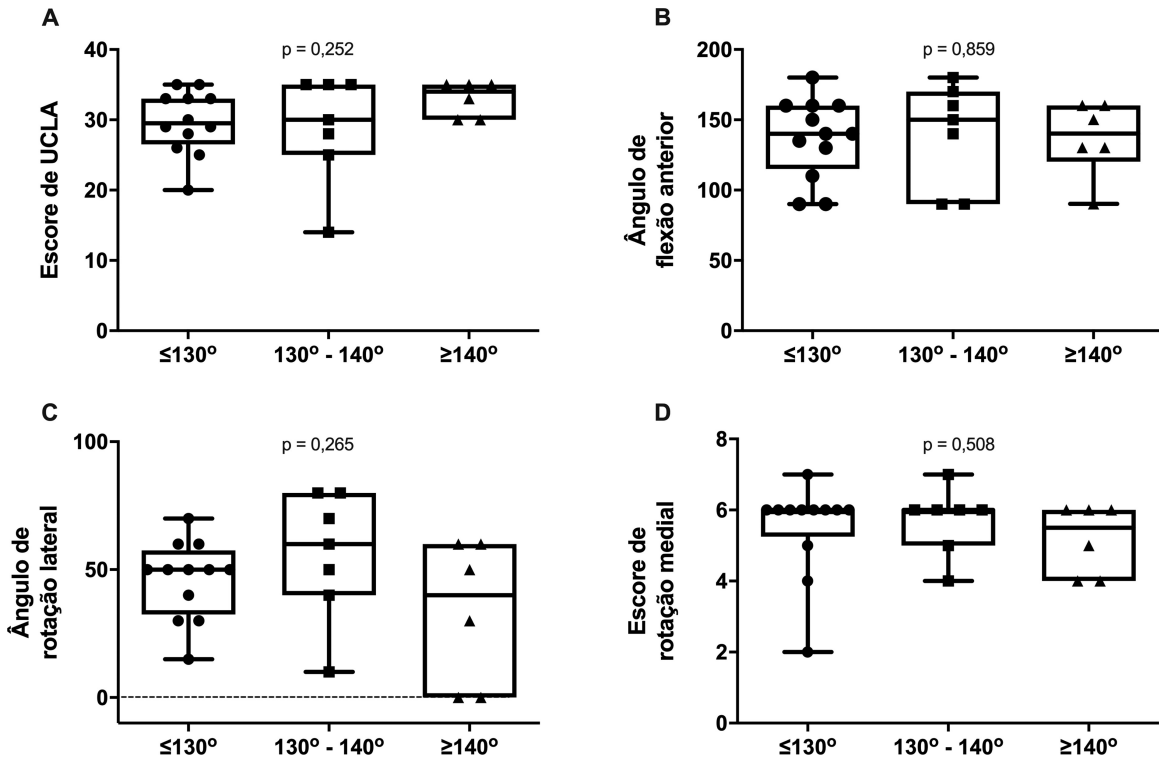 A
p = 0,252
Escore de UCLA
40
30
20
10
0
≤130º
130º - 140º
≥140º
B
p = 0,859
Ângulo de
flexão anterior
200
150
100
50
0
≤130º
130º - 140º
≥140º
C
p = 0,265
Ângulo de
rotação lateral
100
50
0
≤130º
130º - 140º
≥140º
D
p = 0,508
Escore de
rotação medial
8
6
4
2
0
≤130º
130º - 140º
≥140º